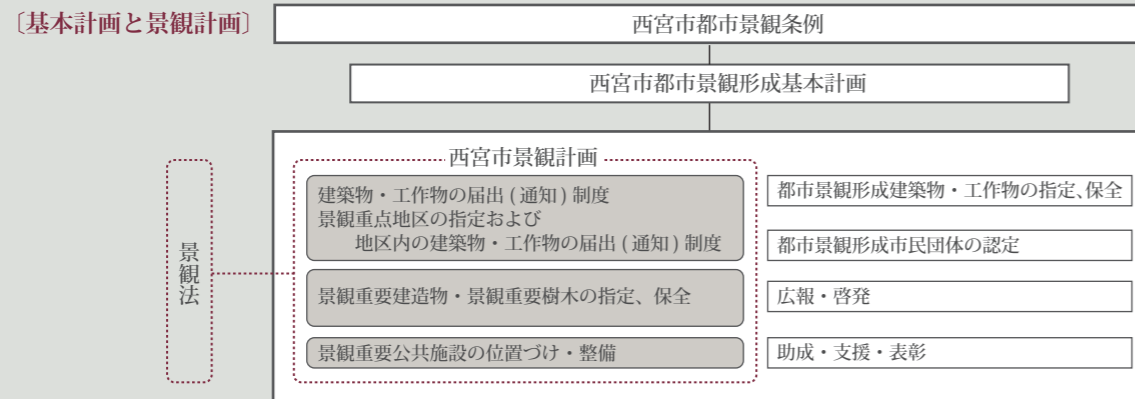 〔基本計画と景観計画〕
西宮市都市景観条例
西宮市都市景観形成基本計画
西宮市景観計画
景観法
建築物・工作物の届出 ( 通知 ) 制度
景観重点地区の指定および
地区内の建築物・工作物の届出 ( 通知 ) 制度
景観重要建造物・景観重要樹木の指定、保全
景観重要公共施設の位置づけ・整備
都市景観形成建築物・工作物の指定、保全
都市景観形成市民団体の認定
広報・啓発
助成・支援・表彰